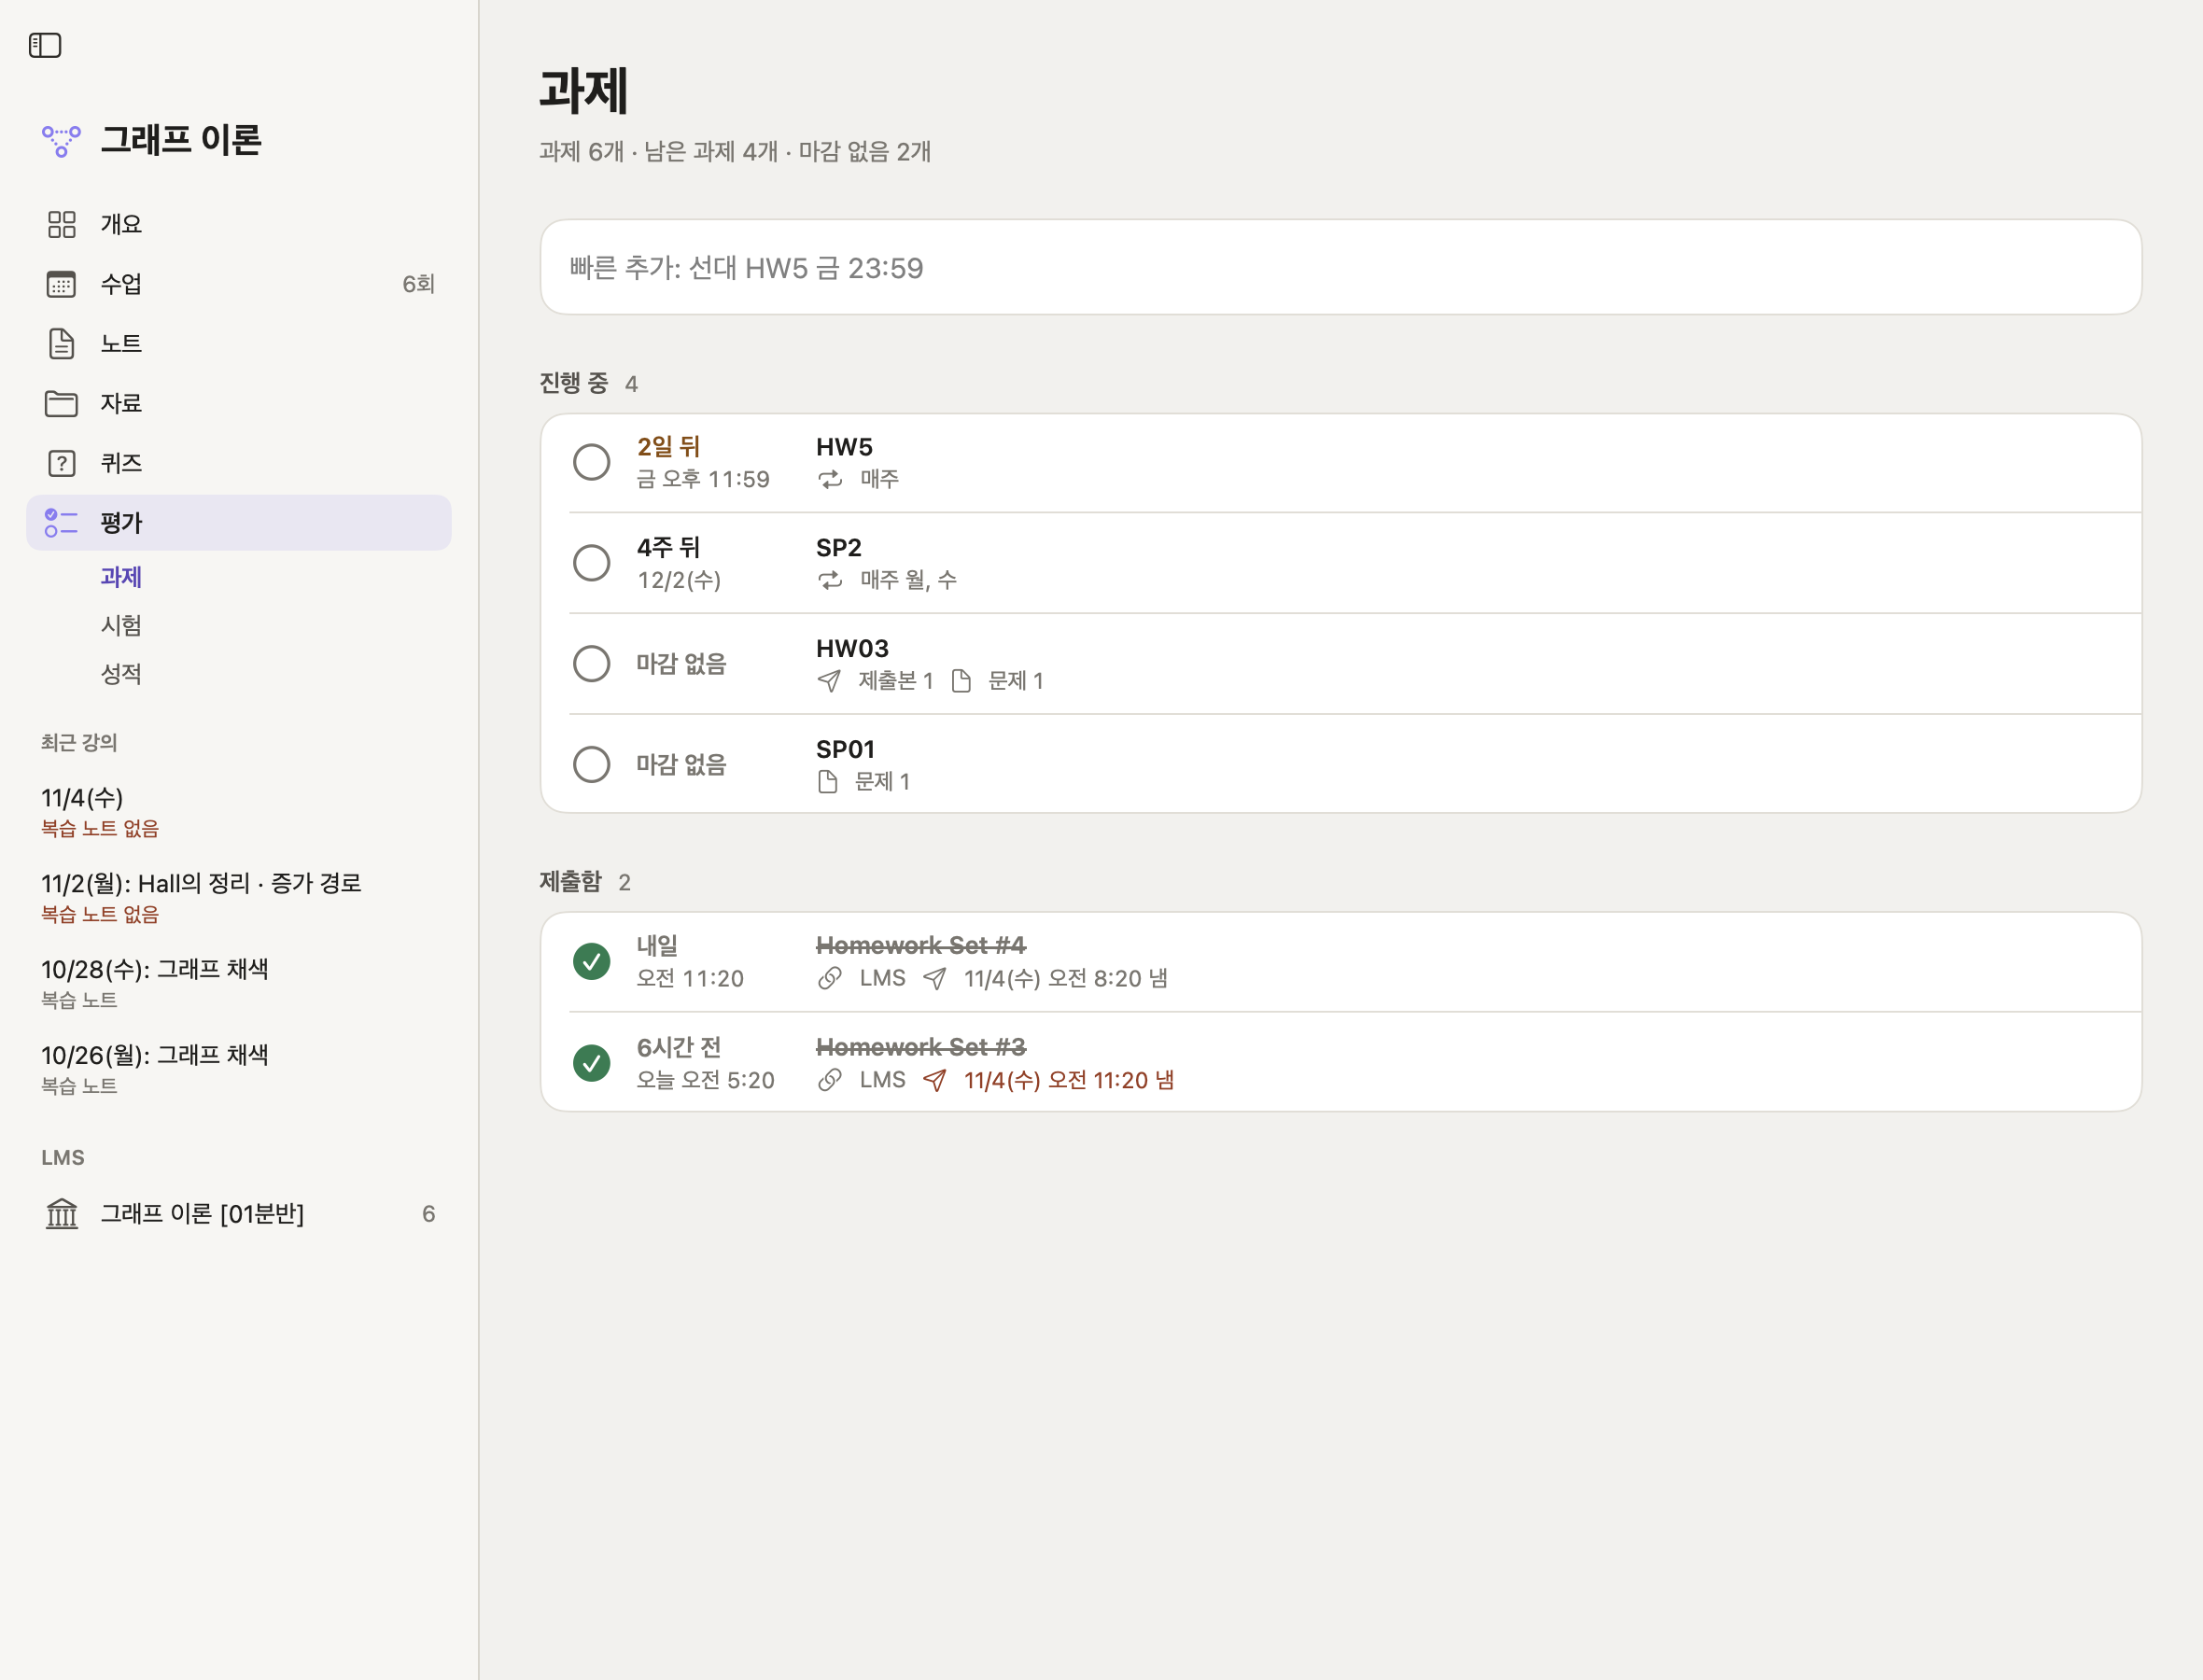 그래프 이론
개요
수업 6회
노트
자료
퀴즈
평가
과제
시험
성적
최근 강의
11/4(수)
복습 노트 없음
11/2(월): Hall의 정리 · 증가 경로
복습 노트 없음
10/28(수): 그래프 채색
복습 노트
10/26(월): 그래프 채색
복습 노트
LMS
그래프 이론 [01분반] 6
과제
과제 6개 · 남은 과제 4개 · 마감 없음 2개
빠른 추가: 선대 HW5 금 23:59
진행 중 4
2일 뒤 HW5
금 오후 11:59 매주
4주 뒤 SP2
12/2(수) 매주 월, 수
마감 없음 HW03
제출본 1 문제 1
마감 없음 SP01
문제 1
제출함 2
내일 Homework Set #4
오전 11:20 LMS 11/4(수) 오전 8:20 냄
6시간 전 Homework Set #3
오늘 오전 5:20 LMS 11/4(수) 오전 11:20 냄